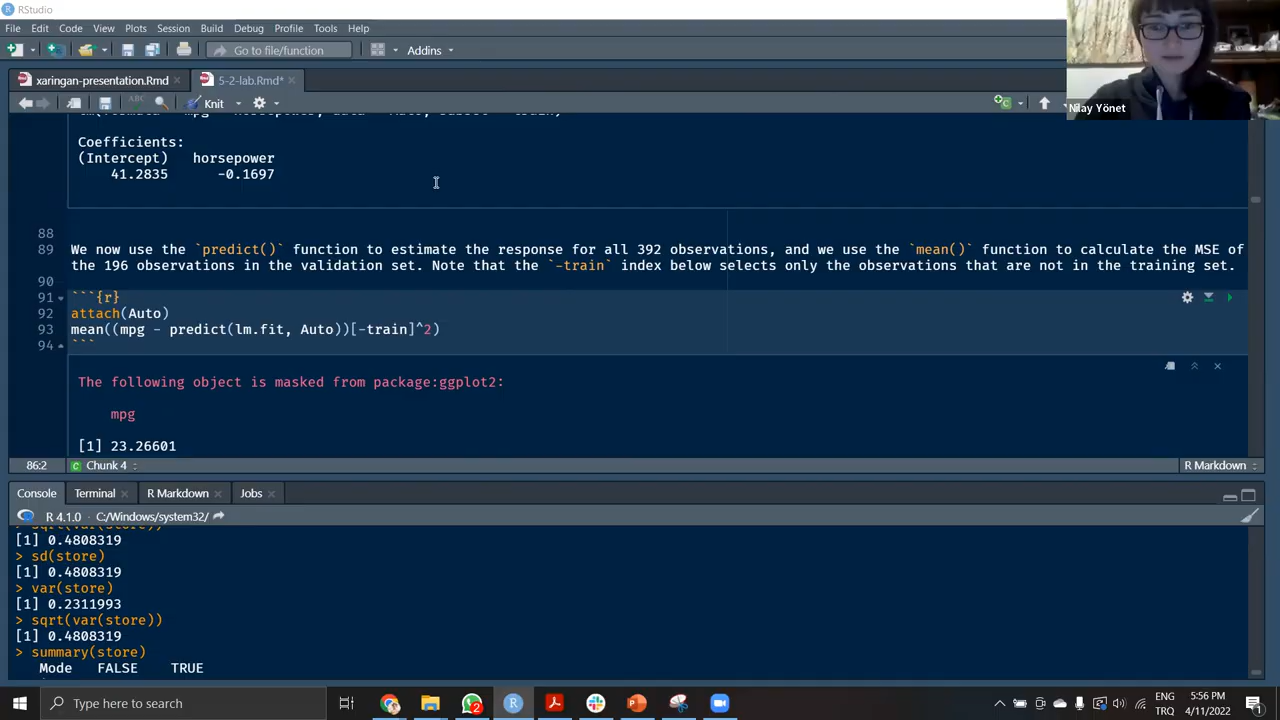 RStudio
File Edit Code View Plots Session Build Debug Profile Tools Help
Go to file/function Addins
xaringan-presentation.Rmd 5-2-lab.Rmd*
ABC Knit
Nilay Yönet
Coefficients:
(Intercept) horsepower
41.2835 -0.1697
88
89 We now use the `predict()` function to estimate the response for all 392 observations, and we use the `mean()` function to calculate the MSE of
the 196 observations in the validation set. Note that the `-train` index below selects only the observations that are not in the training set.
90
91 ```{r}
92 attach(Auto)
93 mean((mpg - predict(lm.fit, Auto))[-train]^2)
94 ```
The following object is masked from package:ggplot2:
mpg
[1] 23.26601
86:2 Chunk 4 R Markdown
Console Terminal R Markdown Jobs
R 4.1.0 · C:/Windows/system32/
> sqrt(var(store))
[1] 0.4808319
> sd(store)
[1] 0.4808319
> var(store)
[1] 0.2311993
> sqrt(var(store))
[1] 0.4808319
> summary(store)
Mode FALSE TRUE
Type here to search
ENG 5:56 PM
TRQ 4/11/2022